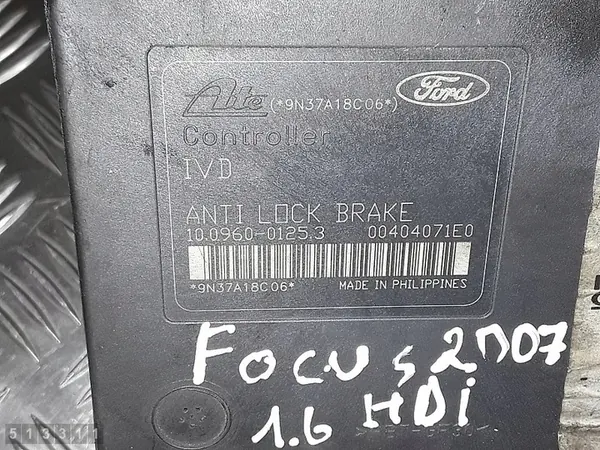 Ate (*9N37A18C06*) Ford
Controller
IVD
ANTI LOCK BRAKE
10.0960-0125.3 00404071E0
*9N37A18C06* MADE IN PHILIPPINES
FOCUS 2007
1.6 HDi
513311